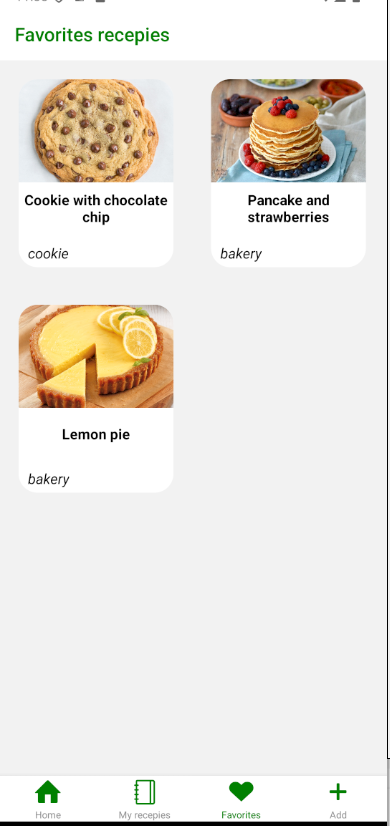 Favorites recepies
Cookie with chocolate
chip
cookie
Pancake and
strawberries
bakery
Lemon pie
bakery
Home
My recepies
Favorites
Add